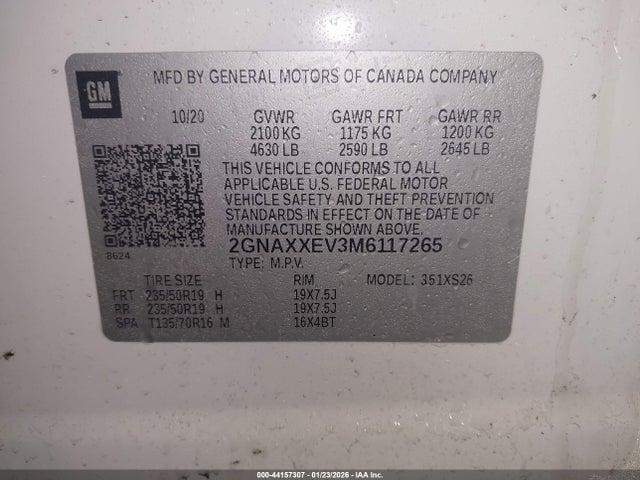 GM
MFD BY GENERAL MOTORS OF CANADA COMPANY
10/20 GVWR GAWR FRT GAWR RR
2100 KG 1175 KG 1200 KG
4630 LB 2590 LB 2645 LB
THIS VEHICLE CONFORMS TO ALL
APPLICABLE U.S. FEDERAL MOTOR
VEHICLE SAFETY AND THEFT PREVENTION
STANDARDS IN EFFECT ON THE DATE OF
MANUFACTURE SHOWN ABOVE.
8624 2GNAXXEV3M6117265
TYPE: M.P.V.
TIRE SIZE RIM MODEL: 351XS26
FRT 235/50R19 H 19X7.5J
RR 235/50R19 H 19X7.5J
SPA T135/70R16 M 16X4BT
000-44157307 - 01/23/2026 - IAA Inc.